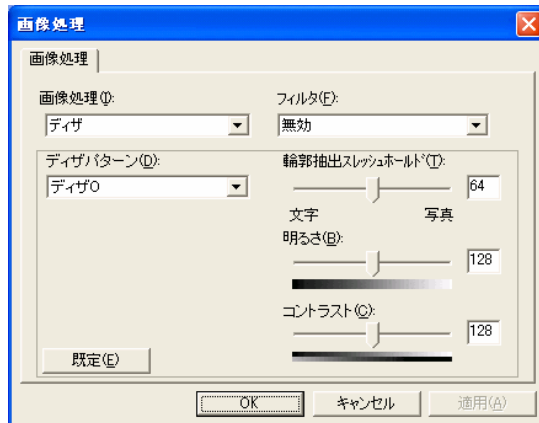 画像処理
画像処理
画像処理(I):
ディザ
フィルタ(F):
無効
ディザパターン(D):
ディザ0
輪郭抽出スレッシュホールド(T):
64
文字 写真
明るさ(B):
128
コントラスト(C):
128
既定(E)
OK キャンセル 適用(A)